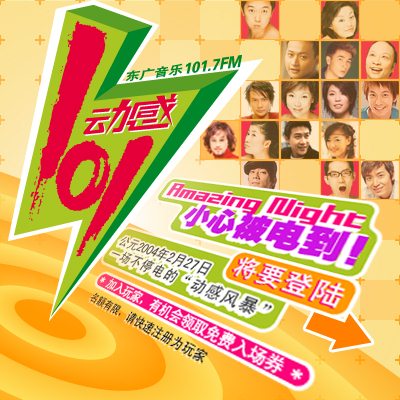 东广音乐101.7FM
动感
101
Amazing Night
小心被电到！
公元2004年2月27日
一场不停电的“动感风暴”
将要登陆
* 加入玩家，有机会领取免费入场券 *
名额有限，请快速注册为玩家